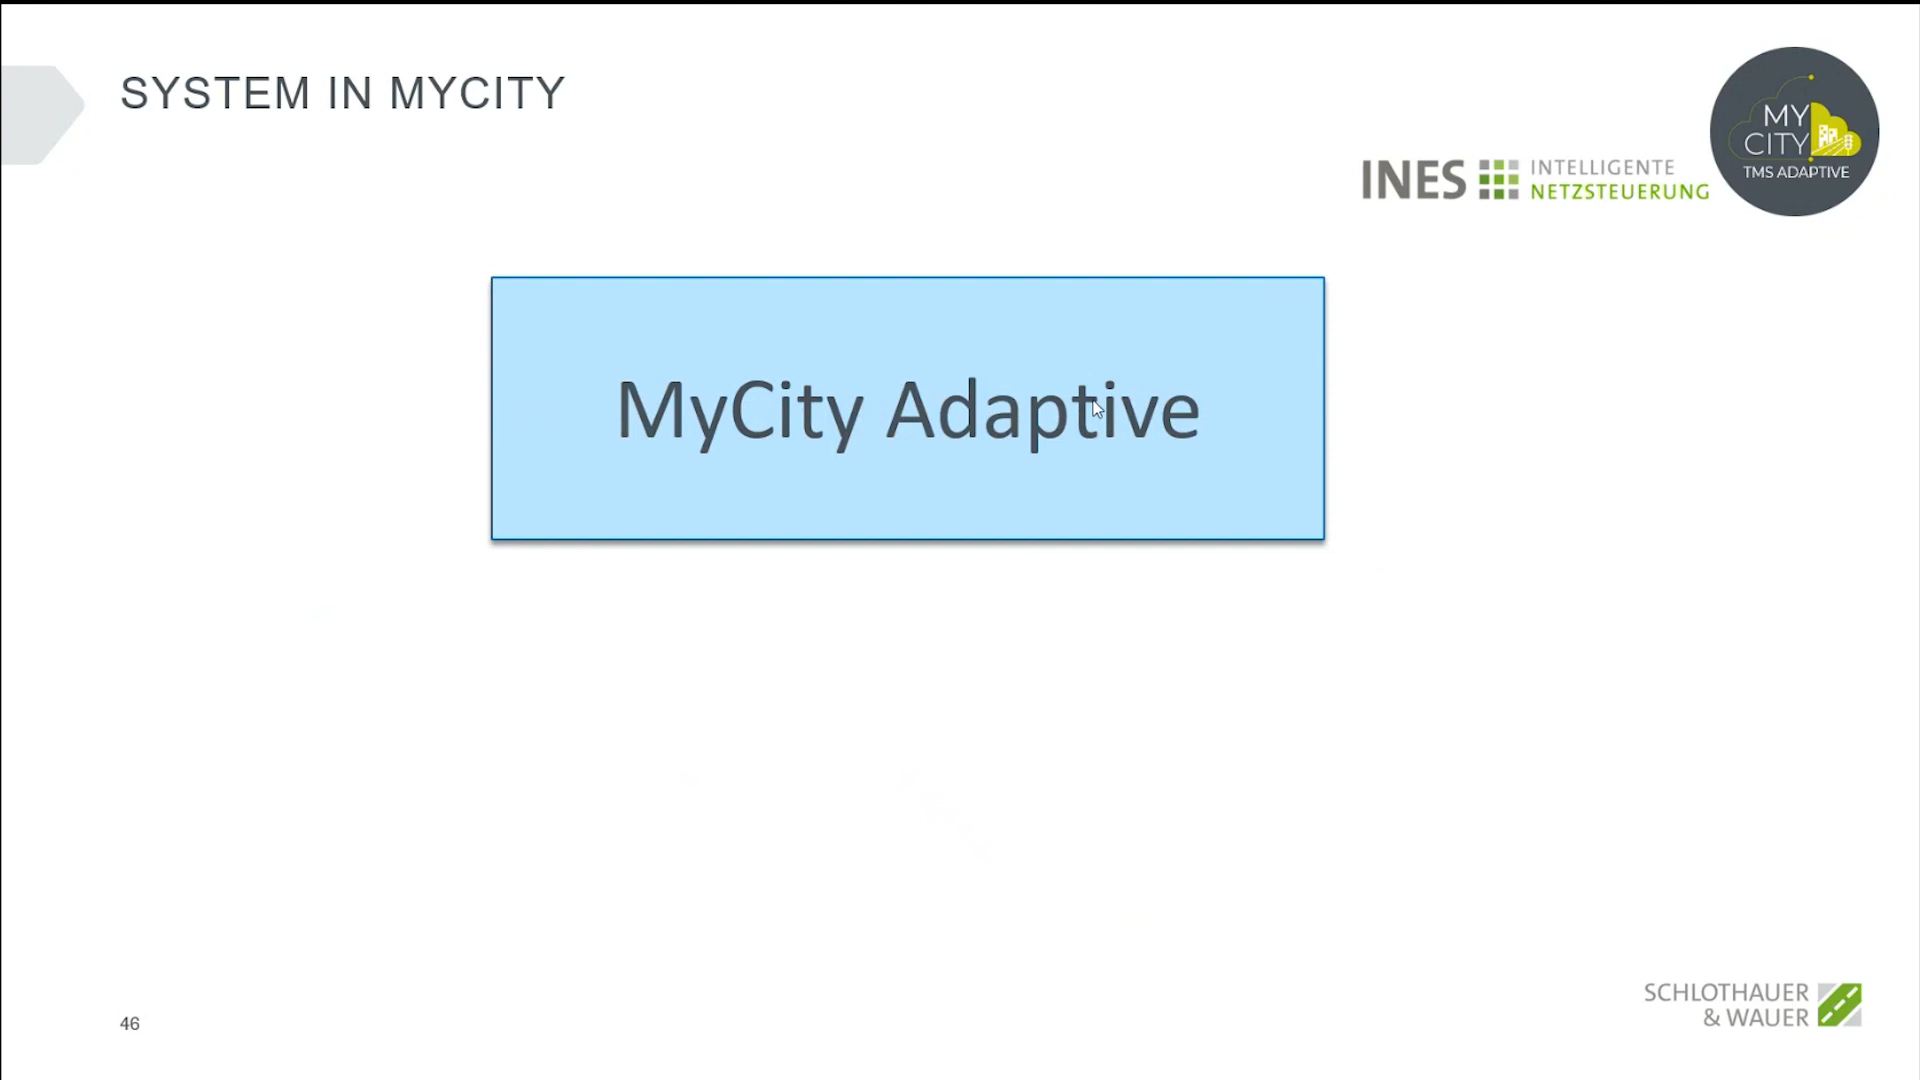 SYSTEM IN MYCITY
MY
CITY
TMS ADAPTIVE
INES
INTELLIGENTE
NETZSTEUERUNG
MyCity Adaptive
46
SCHLOTHAUER
& WAUER